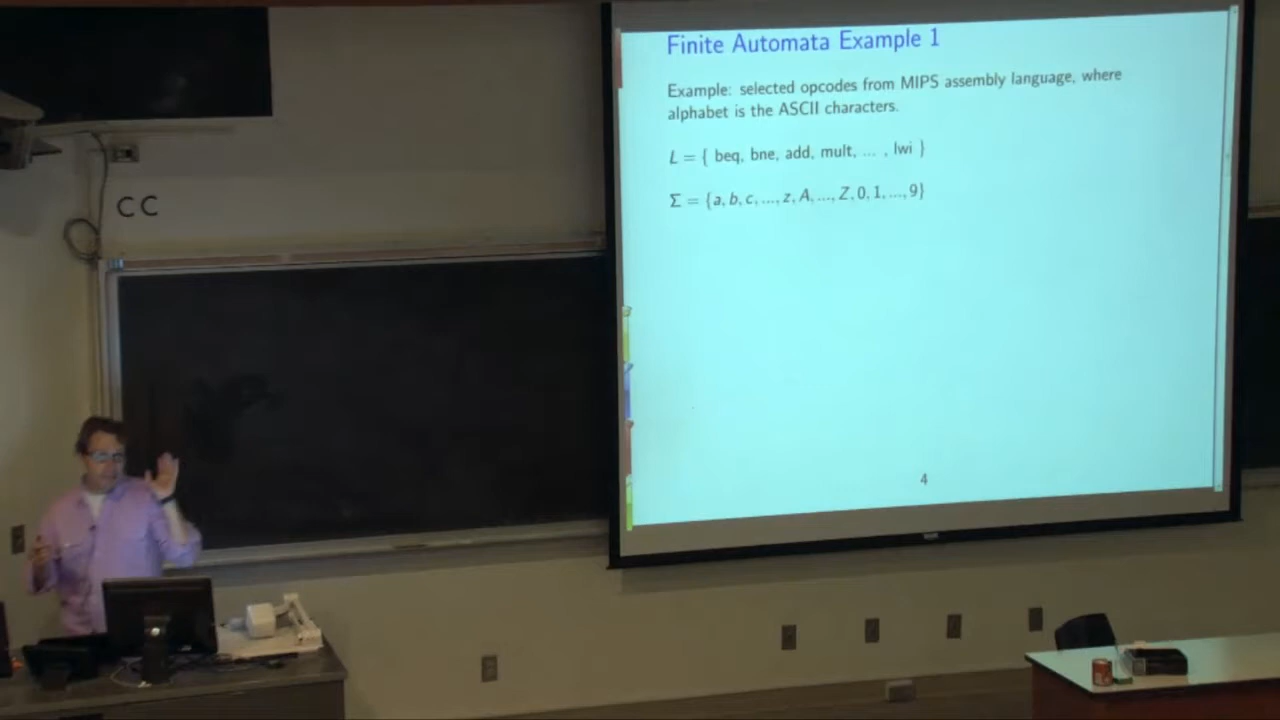 Finite Automata Example 1
Example: selected opcodes from MIPS assembly language, where
alphabet is the ASCII characters.
L = { beq, bne, add, mult, ... , lwi }
Σ = {a, b, c, ..., z, A, ..., Z, 0, 1, ..., 9}
CC
4